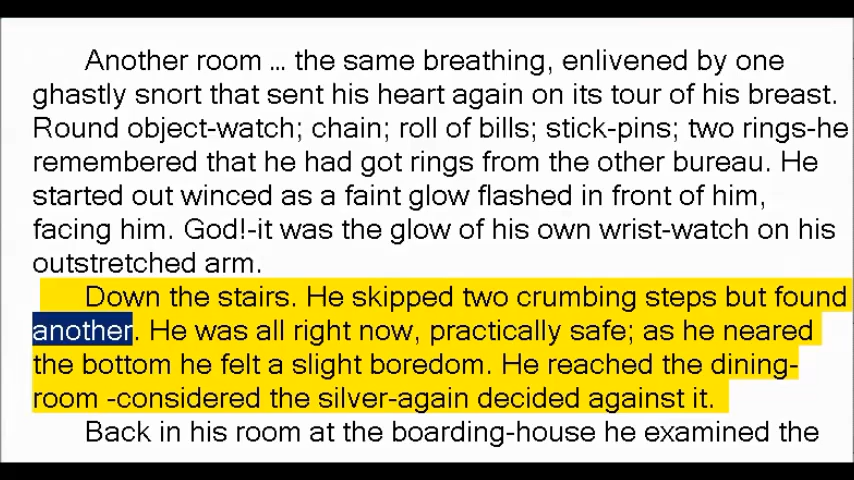 Another room ... the same breathing, enlivened by one
ghastly snort that sent his heart again on its tour of his breast.
Round object-watch; chain; roll of bills; stick-pins; two rings-he
remembered that he had got rings from the other bureau. He
started out winced as a faint glow flashed in front of him,
facing him. God!-it was the glow of his own wrist-watch on his
outstretched arm.
Down the stairs. He skipped two crumbing steps but found
another. He was all right now, practically safe; as he neared
the bottom he felt a slight boredom. He reached the dining-
room -considered the silver-again decided against it.
Back in his room at the boarding-house he examined the